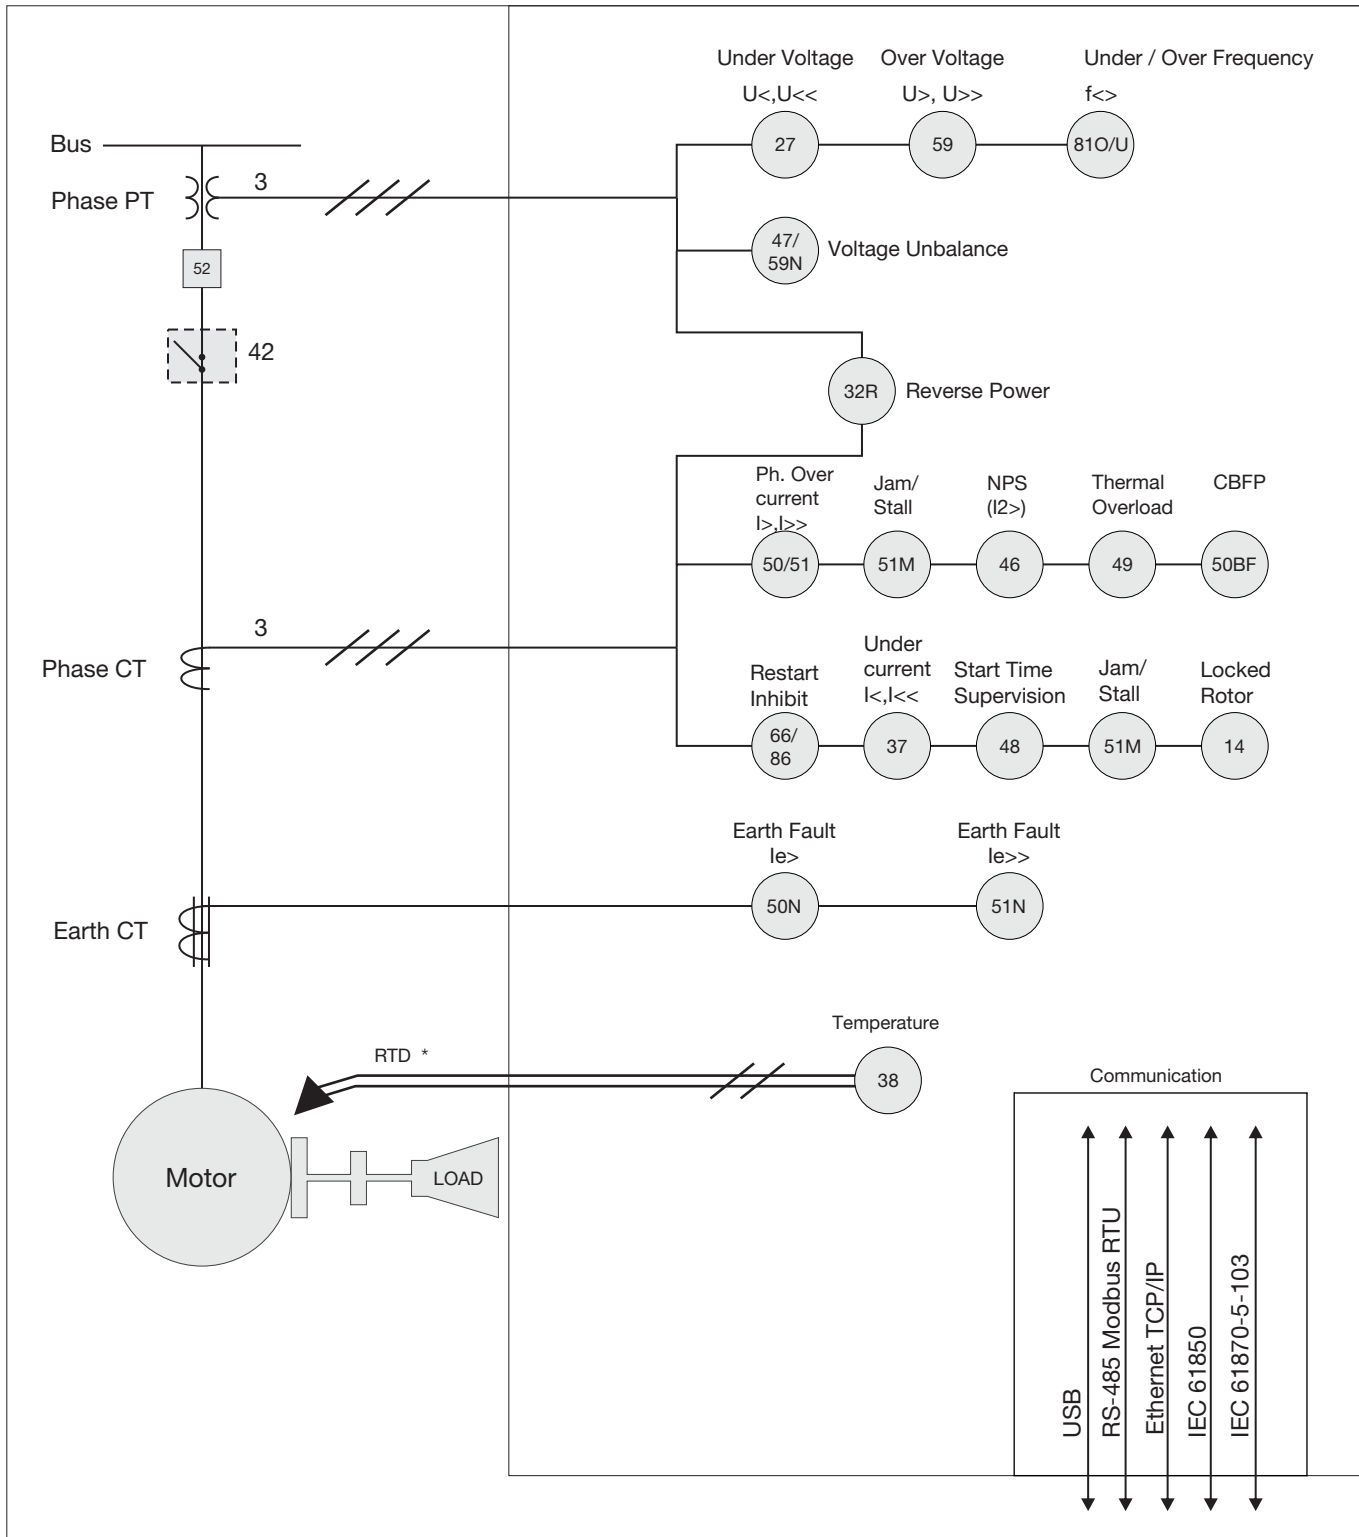 Under Voltage
U<,U<<
Over Voltage
U>, U>>
Under / Over Frequency
f<>
27
59
81O/U
Bus
Phase PT
3
52
42
47/
59N
Voltage Unbalance
32R
Reverse Power
Ph. Over
current
I>,I>>
Jam/
Stall
NPS
(I2>)
Thermal
Overload
CBFP
50/51
51M
46
49
50BF
3
Phase CT
Restart
Inhibit
Under
current
I<,I<<
Start Time
Supervision
Jam/
Stall
Locked
Rotor
66/
86
37
48
51M
14
Earth Fault
Ie>
Earth Fault
Ie>>
50N
51N
Earth CT
Temperature
RTD *
38
Motor
LOAD
Communication
USB
RS-485 Modbus RTU
Ethernet TCP/IP
IEC 61850
IEC 61870-5-103